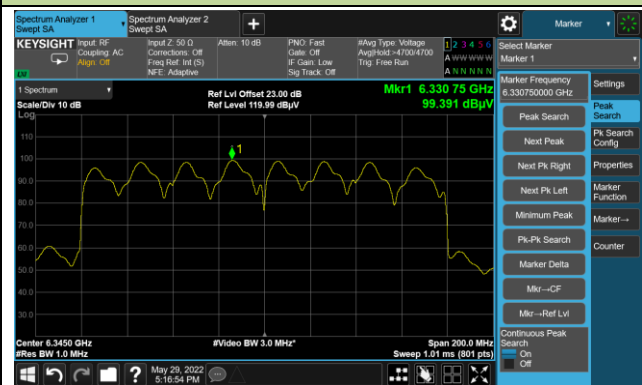 Spectrum Analyzer 1
Swept SA
Spectrum Analyzer 2
Swept SA
+
Marker
KEYSIGHT
Input: RF
Coupling: AC
Align: Off
Input Z: 50 Ω
Corrections: Off
Freq Ref: Int (S)
NFE: Adaptive
Atten: 10 dB
PNO: Fast
Gate: Off
IF Gain: Low
Sig Track: Off
#Avg Type: Voltage
Avg|Hold:>4700/4700
Trig: Free Run
1 2 3 4 5 6
A W W W W W
A N N N N N
LXI
Select Marker
Marker 1
1 Spectrum
Scale/Div 10 dB
Log
Ref Lvl Offset 23.00 dB
Ref Level 119.99 dBµV
Mkr1 6.330 75 GHz
99.391 dBµV
110
100
90.0
80.0
70.0
60.0
50.0
40.0
30.0
1
Center 6.3450 GHz
#Res BW 1.0 MHz
#Video BW 3.0 MHz*
Span 200.0 MHz
Sweep 1.01 ms (801 pts)
Marker Frequency
6.330750000 GHz
Peak Search
Next Peak
Next Pk Right
Next Pk Left
Minimum Peak
Pk-Pk Search
Marker Delta
Mkr→CF
Mkr→Ref Lvl
Continuous Peak
Search
On
Off
Settings
Peak
Search
Pk Search
Config
Properties
Marker
Function
Marker→
Counter
?
May 29, 2022
5:16:54 PM